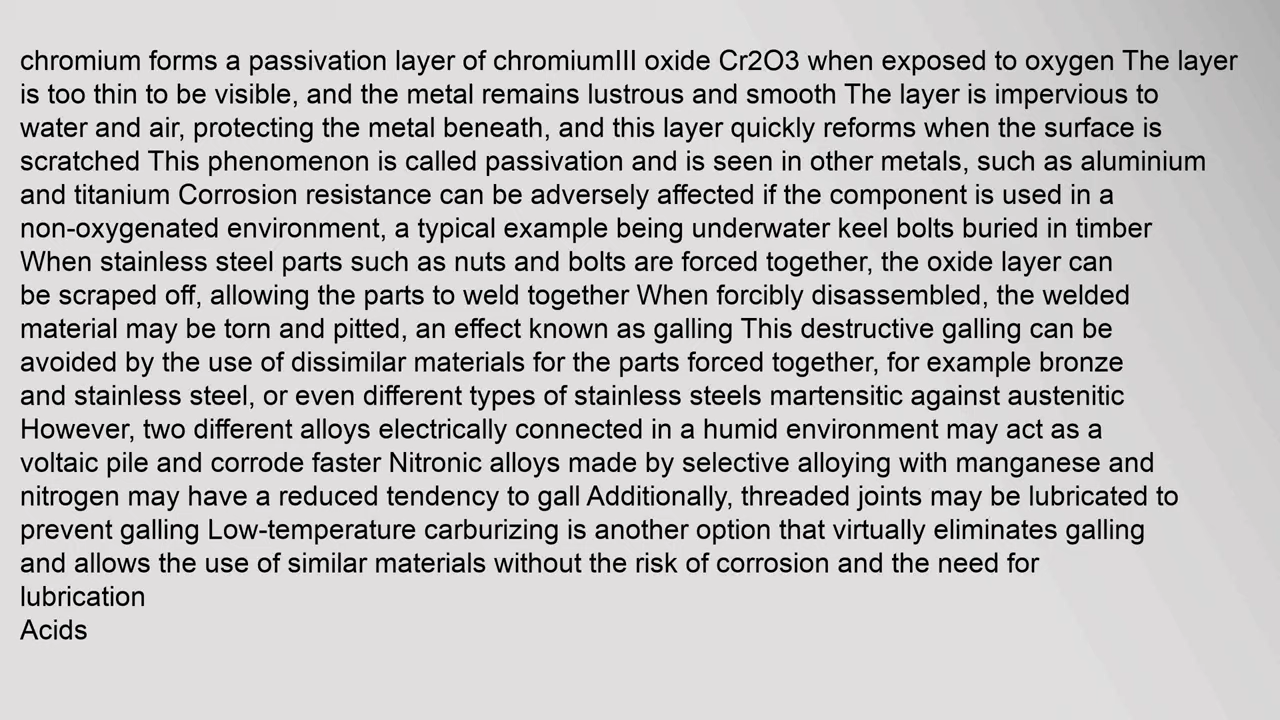 chromium forms a passivation layer of chromiumIII oxide Cr2O3 when exposed to oxygen The layer
is too thin to be visible, and the metal remains lustrous and smooth The layer is impervious to
water and air, protecting the metal beneath, and this layer quickly reforms when the surface is
scratched This phenomenon is called passivation and is seen in other metals, such as aluminium
and titanium Corrosion resistance can be adversely affected if the component is used in a
non-oxygenated environment, a typical example being underwater keel bolts buried in timber
When stainless steel parts such as nuts and bolts are forced together, the oxide layer can
be scraped off, allowing the parts to weld together When forcibly disassembled, the welded
material may be torn and pitted, an effect known as galling This destructive galling can be
avoided by the use of dissimilar materials for the parts forced together, for example bronze
and stainless steel, or even different types of stainless steels martensitic against austenitic
However, two different alloys electrically connected in a humid environment may act as a
voltaic pile and corrode faster Nitronic alloys made by selective alloying with manganese and
nitrogen may have a reduced tendency to gall Additionally, threaded joints may be lubricated to
prevent galling Low-temperature carburizing is another option that virtually eliminates galling
and allows the use of similar materials without the risk of corrosion and the need for
lubrication
Acids